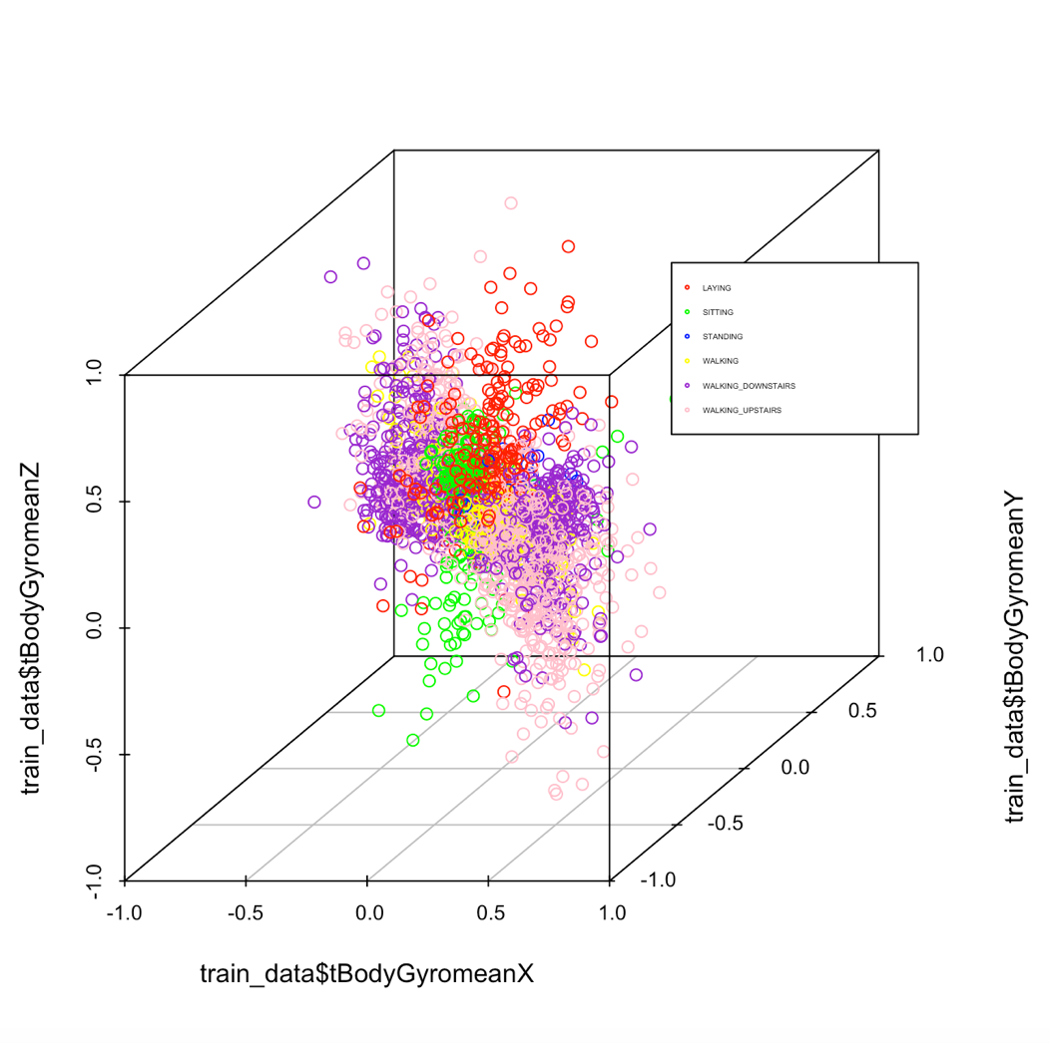 LAYING
SITTING
STANDING
WALKING
WALKING_DOWNSTAIRS
WALKING_UPSTAIRS
1.0
0.5
0.0
-0.5
-1.0
train_data$tBodyGyromeanZ
1.0
0.5
0.0
-0.5
-1.0
train_data$tBodyGyromeanY
-1.0
-0.5
0.0
0.5
1.0
train_data$tBodyGyromeanX